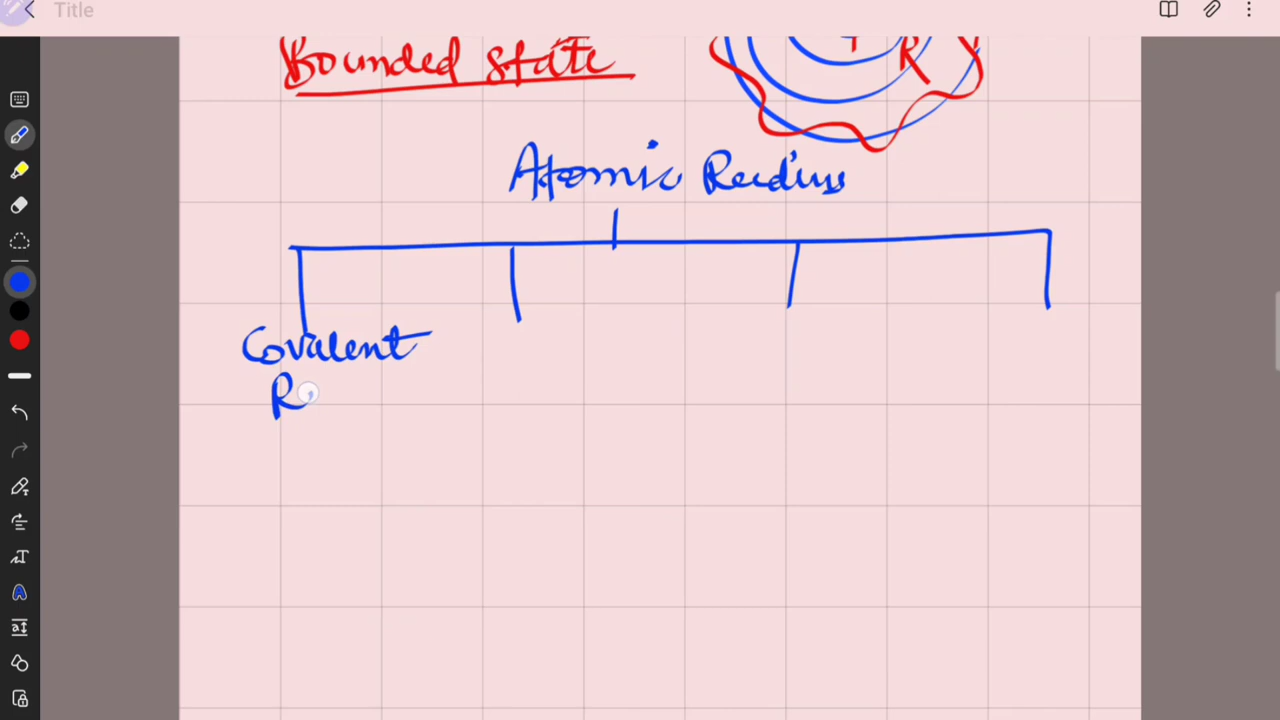 Title
Bounded state
+ R
Atomic Radius
Covalent
R